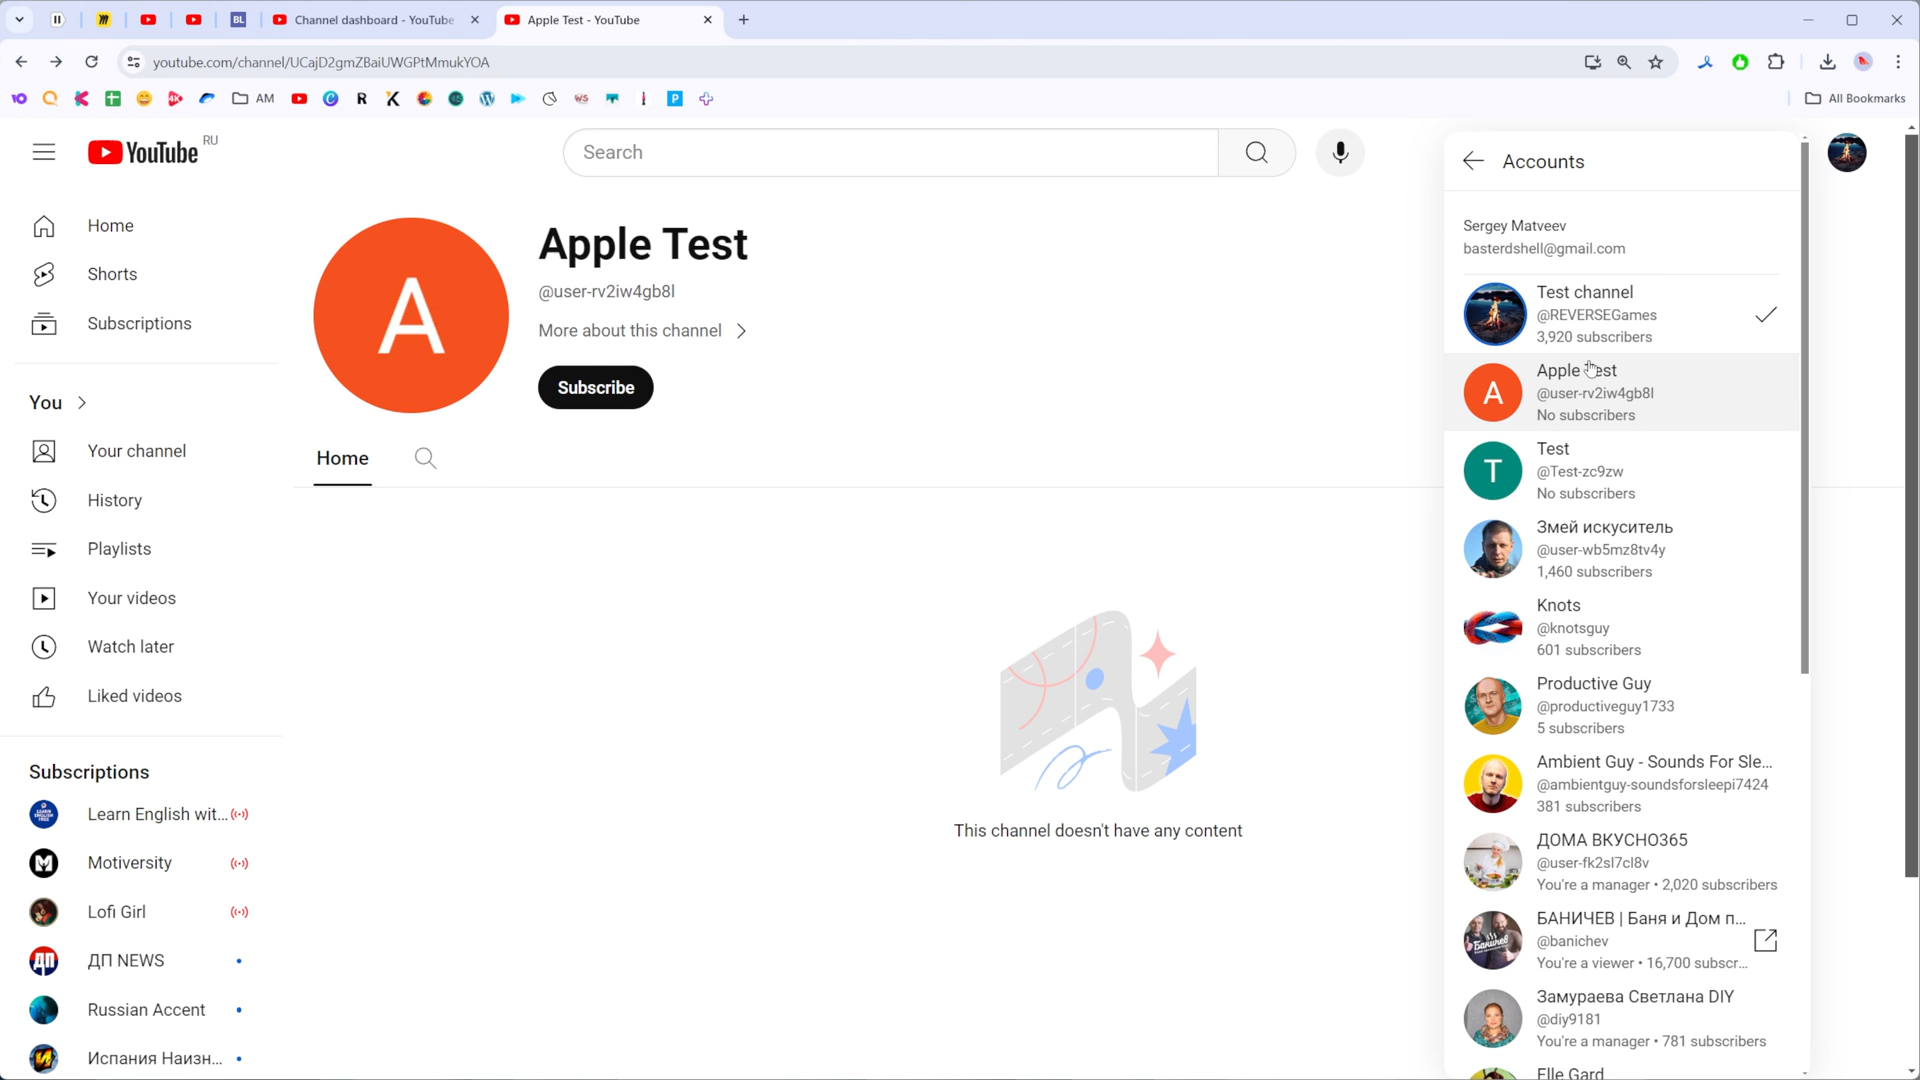 BL
Channel dashboard - YouTube
Apple Test - YouTube
youtube.com/channel/UCajD2gmZBaiUWGPtMmukYOA
AM
All Bookmarks
YouTube
RU
Search
Home
Shorts
Subscriptions
You
Your channel
History
Playlists
Your videos
Watch later
Liked videos
Subscriptions
Learn English wit...
Motiversity
Lofi Girl
ДП NEWS
Russian Accent
Испания Наизн...
A
Apple Test
@user-rv2iw4gb8l
More about this channel
Subscribe
Home
This channel doesn't have any content
Accounts
Sergey Matveev
basterdshell@gmail.com
Test channel
@REVERSEGames
3,920 subscribers
A
Apple Test
@user-rv2iw4gb8l
No subscribers
T
Test
@Test-zc9zw
No subscribers
Змей искуситель
@user-wb5mz8tv4y
1,460 subscribers
Knots
@knotsguy
601 subscribers
Productive Guy
@productiveguy1733
5 subscribers
Ambient Guy - Sounds For Sle...
@ambientguy-soundsforsleepi7424
381 subscribers
ДОМА ВКУСНО365
@user-fk2sl7cl8v
You're a manager • 2,020 subscribers
БАНИЧЕВ | Баня и Дом п...
@banichev
You're a viewer • 16,700 subscr...
Замураева Светлана DIY
@diy9181
You're a manager • 781 subscribers
Elle Gard